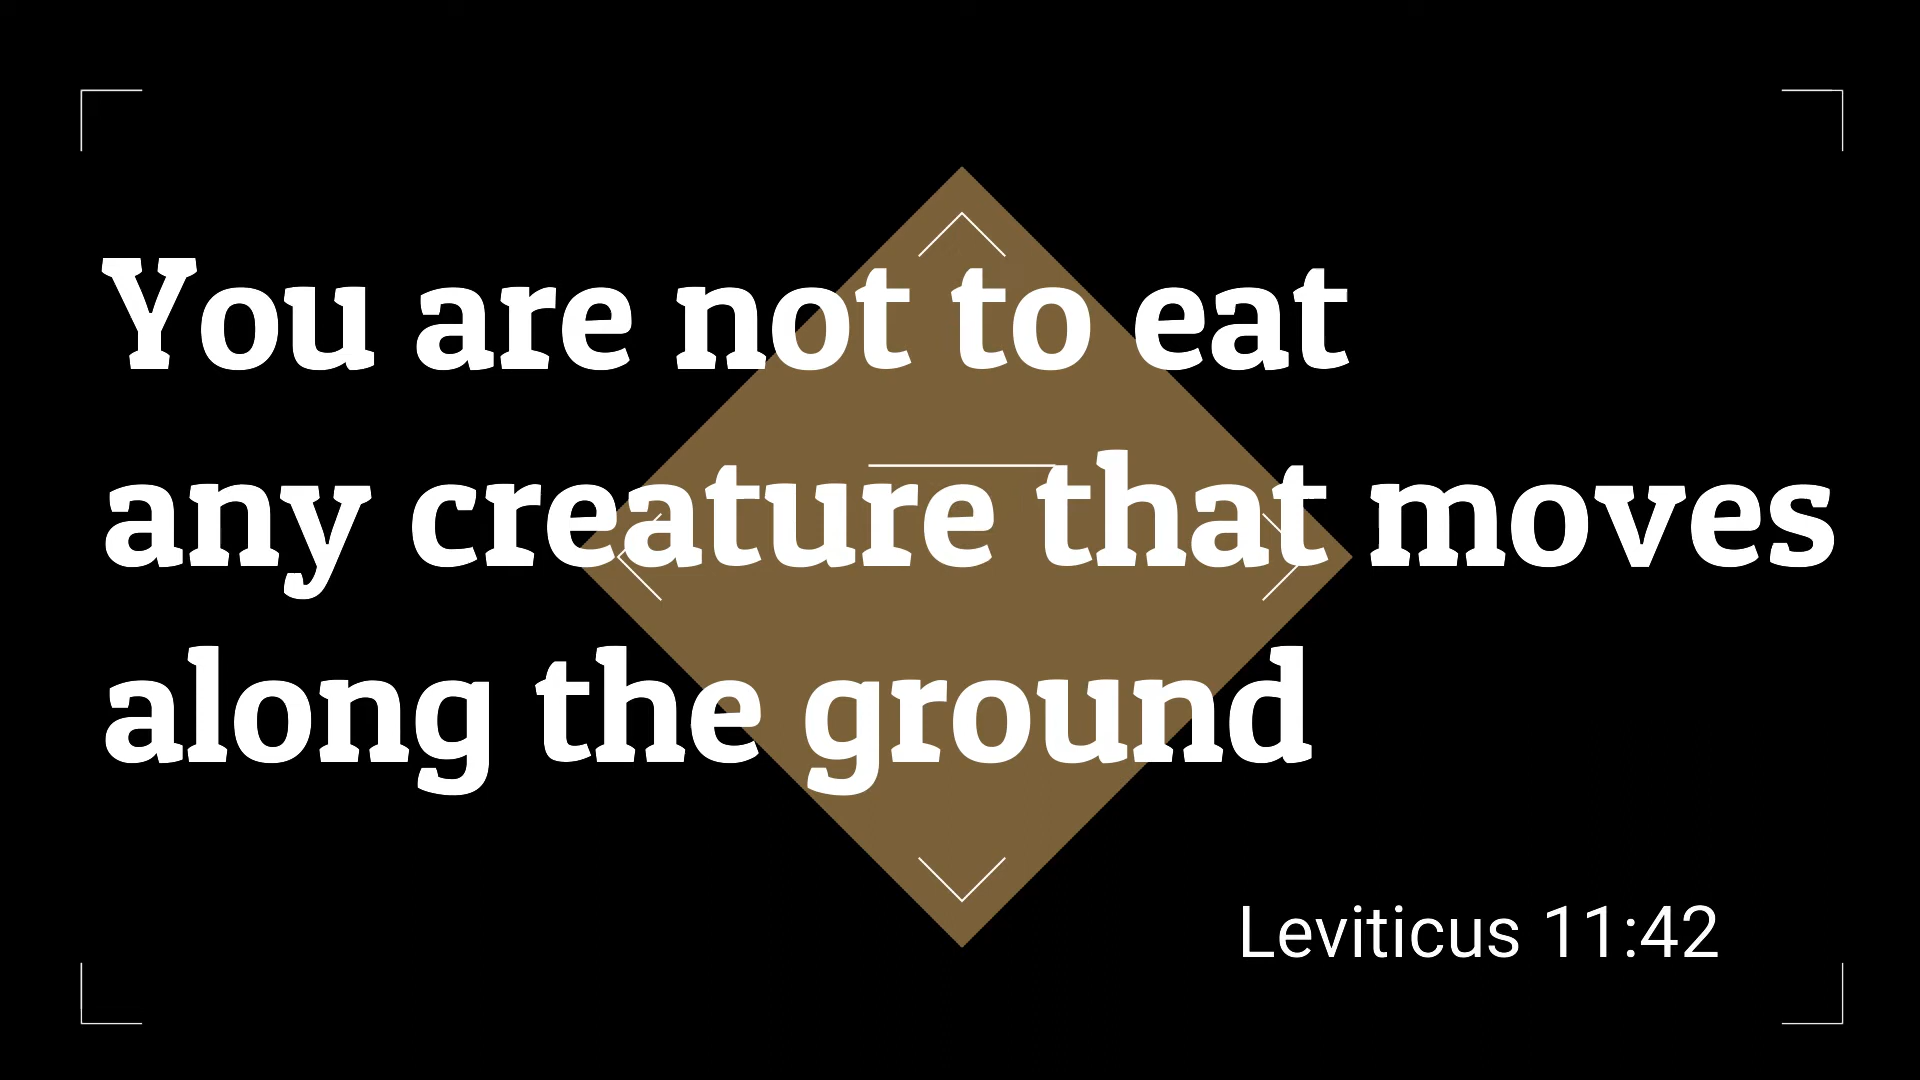 You are not to eat
any creature that moves
along the ground
Leviticus 11:42